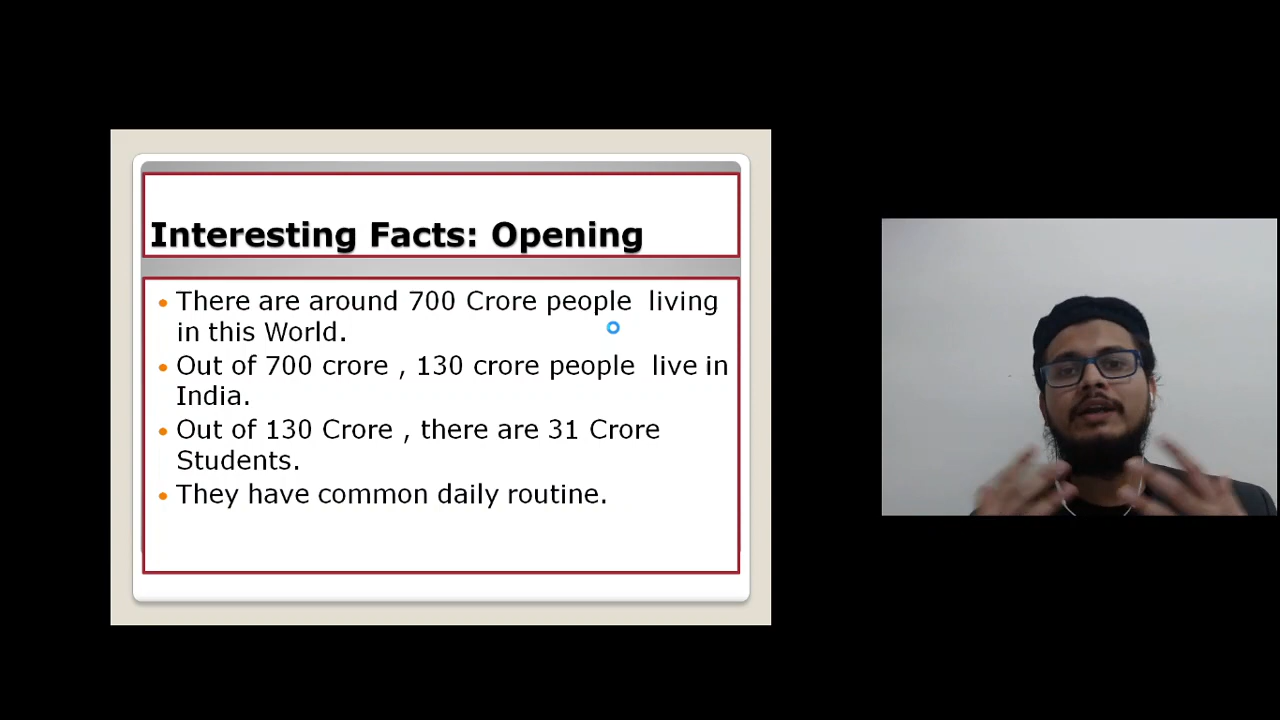 Interesting Facts: Opening
• There are around 700 Crore people living
in this World.
• Out of 700 crore , 130 crore people live in
India.
• Out of 130 Crore , there are 31 Crore
Students.
• They have common daily routine.